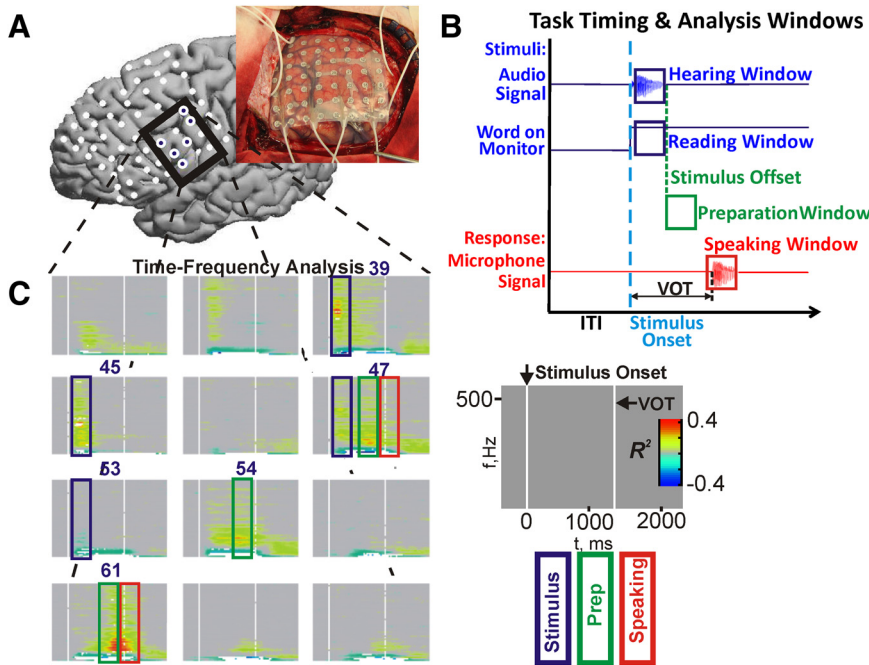 A
B
Task Timing & Analysis Windows
Stimuli:
Audio
Signal
Hearing Window
Word on
Monitor
Reading Window
Stimulus Offset
PreparationWindow
Response:
Microphone
Signal
Speaking Window
VOT
ITI
Stimulus
Onset
C
Time-Frequency Analysis
39
45
47
53
54
61
Stimulus Onset
500
VOT
f,Hz
R²
0.4
-0.4
0
1000
2000
t, ms
Stimulus
Prep
Speaking